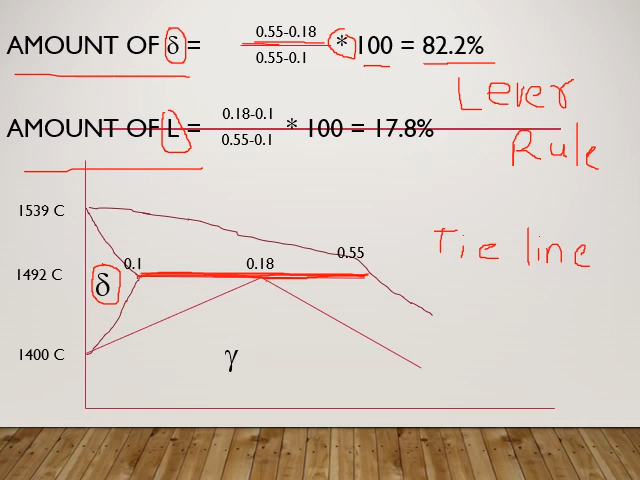 AMOUNT OF δ = 0.55-0.18 / 0.55-0.1 * 100 = 82.2%
Lever
AMOUNT OF L = 0.18-0.1 / 0.55-0.1 * 100 = 17.8%
Rule
1539 C
Tie line
0.1 0.18 0.55
1492 C
δ
1400 C
γ